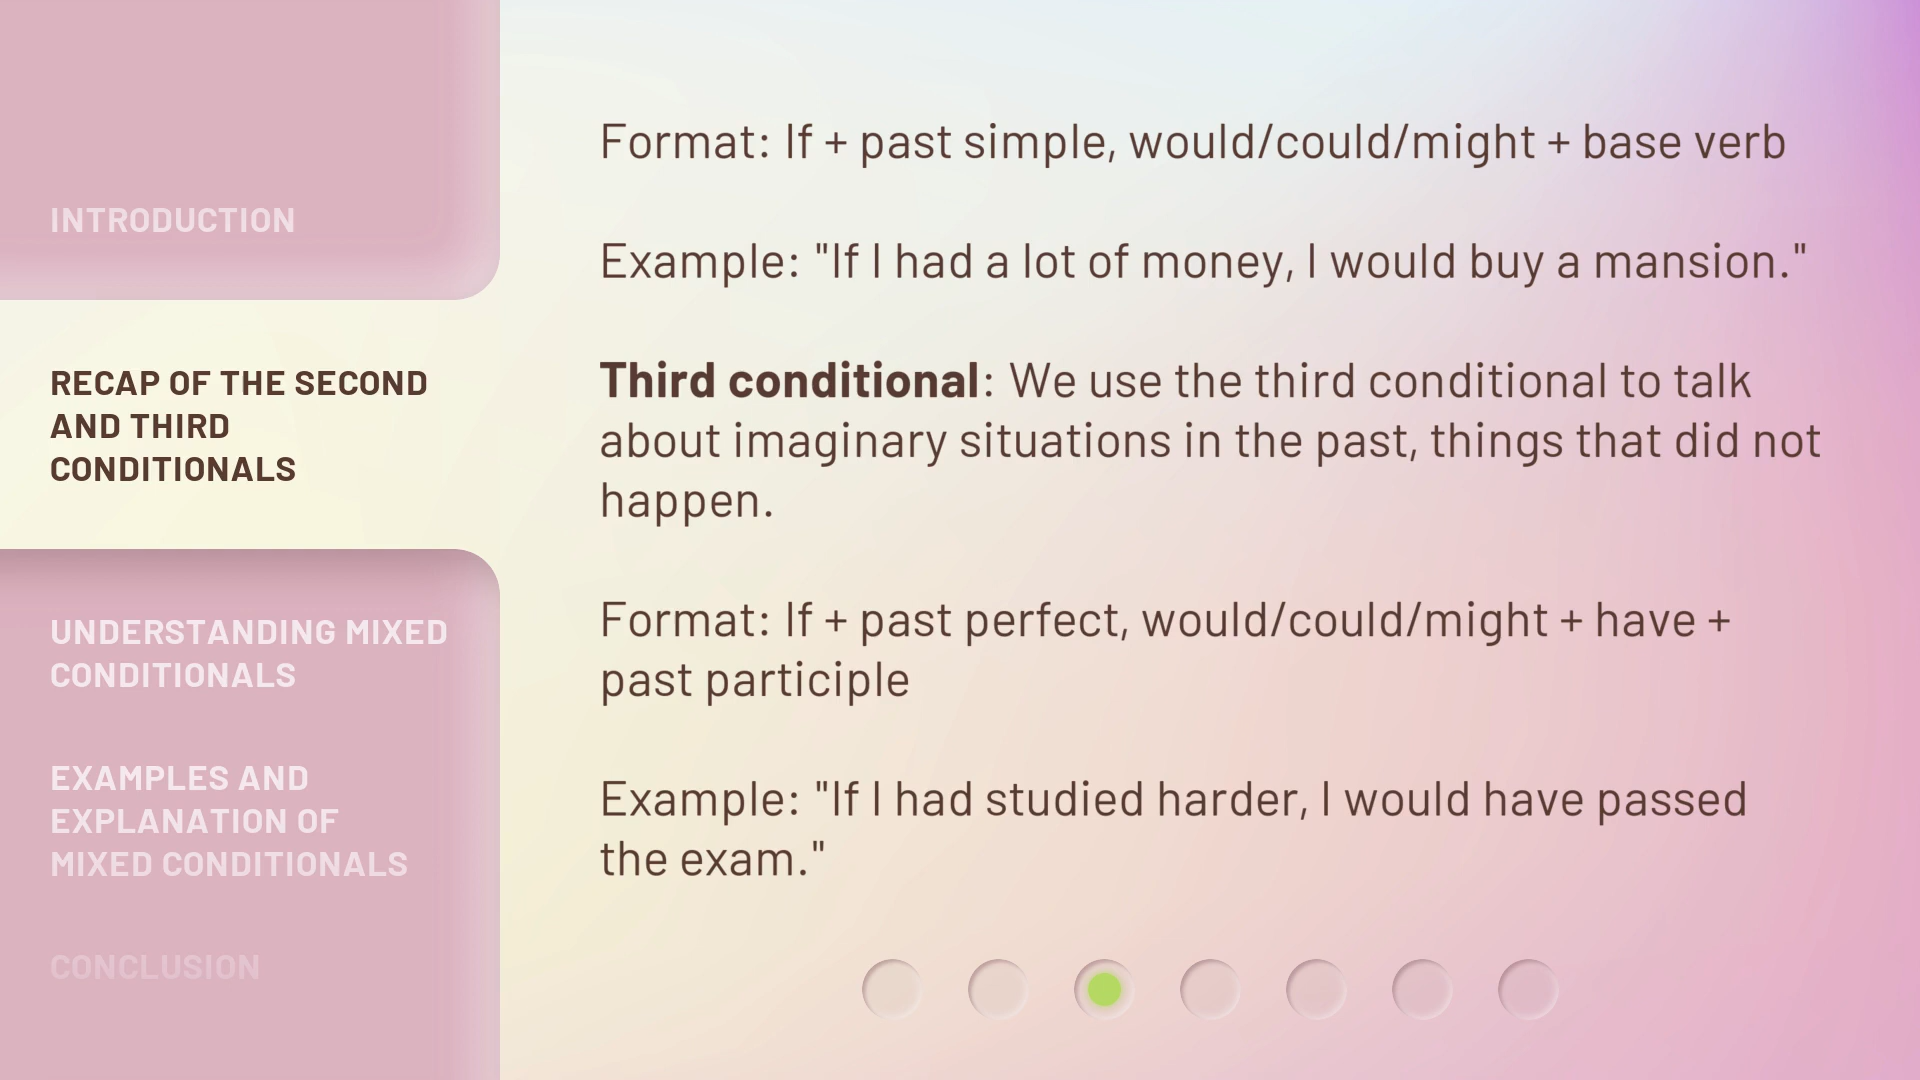 INTRODUCTION
RECAP OF THE SECOND
AND THIRD
CONDITIONALS
UNDERSTANDING MIXED
CONDITIONALS
EXAMPLES AND
EXPLANATION OF
MIXED CONDITIONALS
CONCLUSION
Format: If + past simple, would/could/might + base verb
Example: "If I had a lot of money, I would buy a mansion."
Third conditional: We use the third conditional to talk
about imaginary situations in the past, things that did not
happen.
Format: If + past perfect, would/could/might + have +
past participle
Example: "If I had studied harder, I would have passed
the exam."